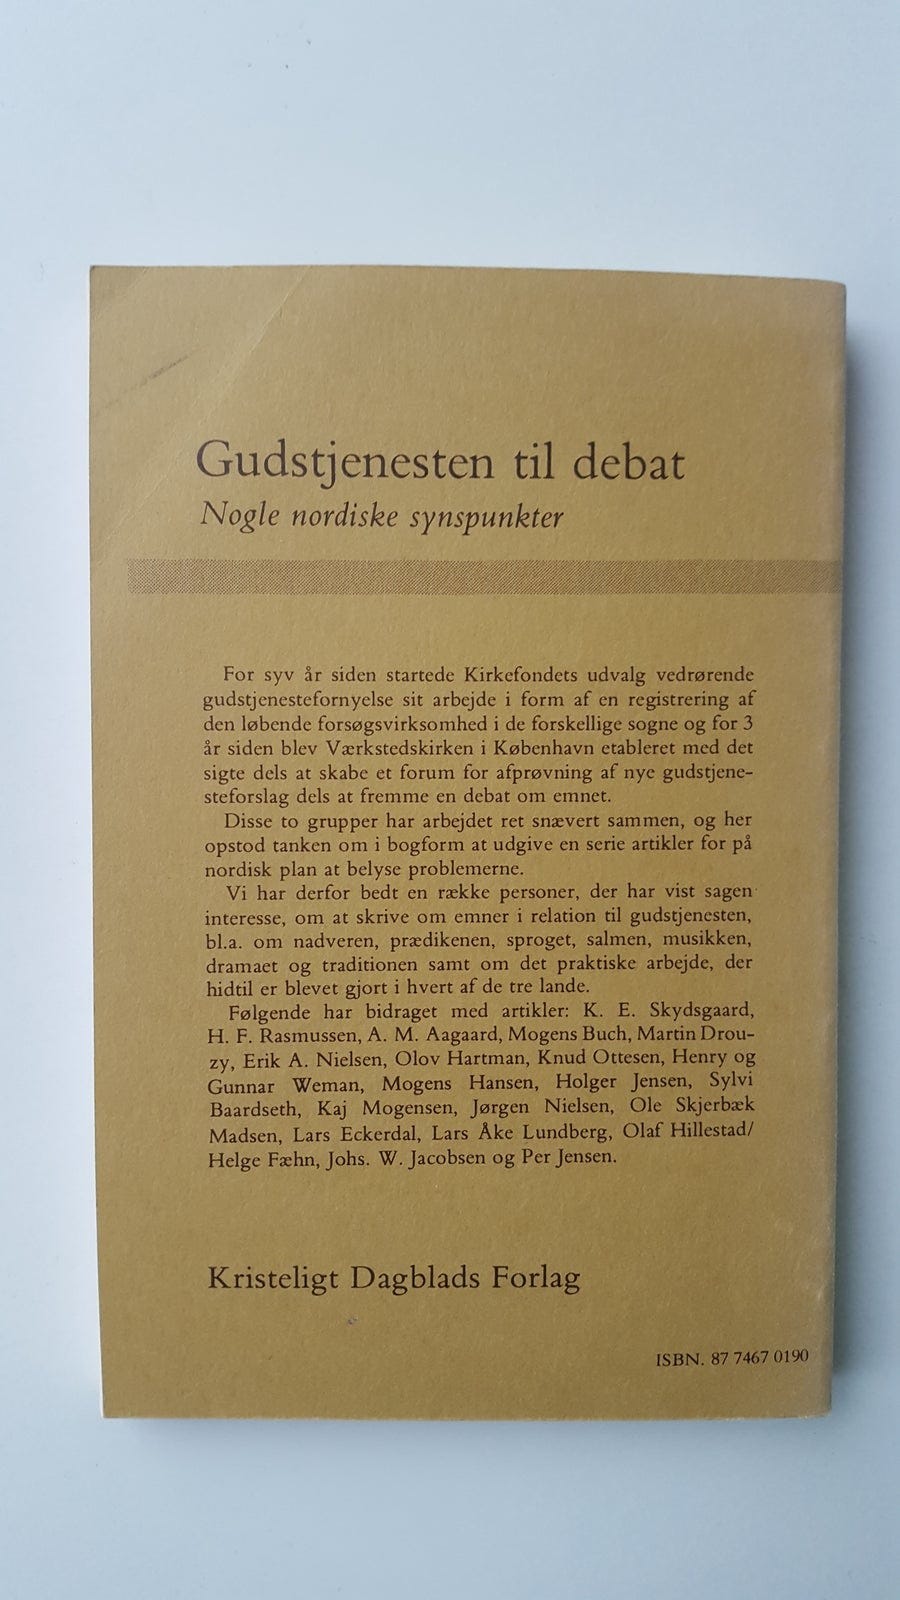 Gudstjenesten til debat
Nogle nordiske synspunkter
For syv år siden startede Kirkefondets udvalg vedrørende
gudstjenestefornyelse sit arbejde i form af en registrering af
den løbende forsøgsvirksomhed i de forskellige sogne og for 3
år siden blev Værkstedskirken i København etableret med det
sigte dels at skabe et forum for afprøvning af nye gudstjene-
steforslag dels at fremme en debat om emnet.
Disse to grupper har arbejdet ret snævert sammen, og her
opstod tanken om i bogform at udgive en serie artikler for på
nordisk plan at belyse problemerne.
Vi har derfor bedt en række personer, der har vist sagen
interesse, om at skrive om emner i relation til gudstjenesten,
bl.a. om nadveren, prædikenen, sproget, salmen, musikken,
dramaet og traditionen samt om det praktiske arbejde, der
hidtil er blevet gjort i hvert af de tre lande.
Følgende har bidraget med artikler: K. E. Skydsgaard,
H. F. Rasmussen, A. M. Aagaard, Mogens Buch, Martin Drou-
zy, Erik A. Nielsen, Olov Hartman, Knud Ottesen, Henry og
Gunnar Weman, Mogens Hansen, Holger Jensen, Sylvi
Baardseth, Kaj Mogensen, Jørgen Nielsen, Ole Skjerbæk
Madsen, Lars Eckerdal, Lars Åke Lundberg, Olaf Hillestad/
Helge Fæhn, Johs. W. Jacobsen og Per Jensen.
Kristeligt Dagblads Forlag
ISBN. 87 7467 0190